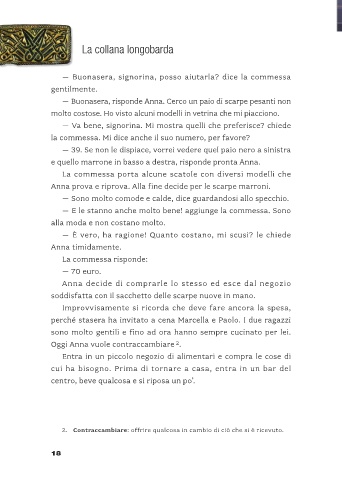 La collana longobarda
— Buonasera, signorina, posso aiutarla? dice la commessa
gentilmente.
— Buonasera, risponde Anna. Cerco un paio di scarpe pesanti non
molto costose. Ho visto alcuni modelli in vetrina che mi piacciono.
— Va bene, signorina. Mi mostra quelli che preferisce? chiede
la commessa. Mi dice anche il suo numero, per favore?
— 39. Se non le dispiace, vorrei vedere quel paio nero a sinistra
e quello marrone in basso a destra, risponde pronta Anna.
La commessa porta alcune scatole con diversi modelli che
Anna prova e riprova. Alla fine decide per le scarpe marroni.
— Sono molto comode e calde, dice guardandosi allo specchio.
— E le stanno anche molto bene! aggiunge la commessa. Sono
alla moda e non costano molto.
— È vero, ha ragione! Quanto costano, mi scusi? le chiede
Anna timidamente.
La commessa risponde:
— 70 euro.
Anna decide di comprarle lo stesso ed esce dal negozio
soddisfatta con il sacchetto delle scarpe nuove in mano.
Improvvisamente si ricorda che deve fare ancora la spesa,
perché stasera ha invitato a cena Marcella e Paolo. I due ragazzi
sono molto gentili e fino ad ora hanno sempre cucinato per lei.
Oggi Anna vuole contraccambiare 2.
Entra in un piccolo negozio di alimentari e compra le cose di
cui ha bisogno. Prima di tornare a casa, entra in un bar del
centro, beve qualcosa e si riposa un po'.
2. Contraccambiare: offrire qualcosa in cambio di ciò che si è ricevuto.
18